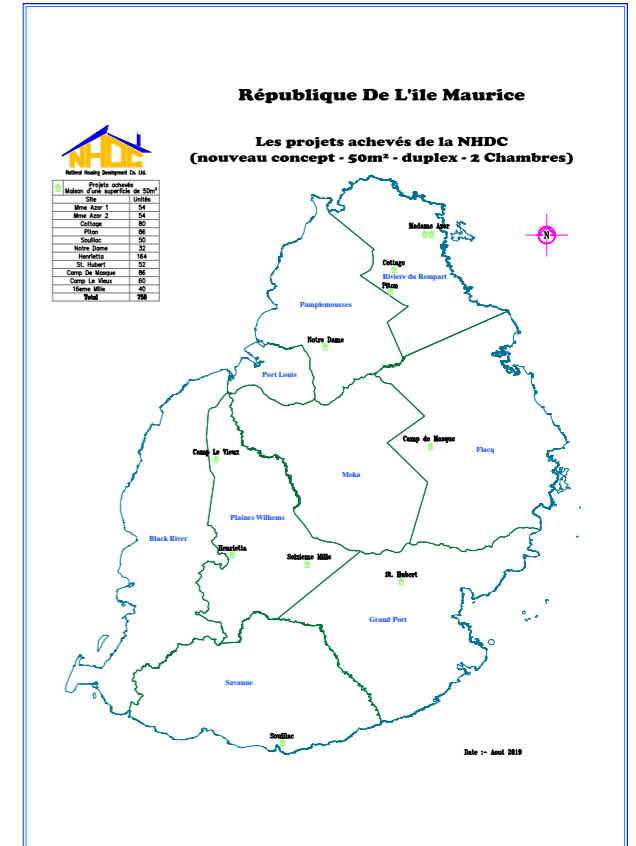 République De L'ile Maurice
Les projets achevés de la NHDC
(nouveau concept - 50m² - duplex - 2 Chambres)
NHDC
National Housing Development Co. Ltd.
Projets achevés
Maison d'une superficie de 50m²
Site Unités
Mme Azor 1 54
Mme Azor 2 54
Cottage 80
Piton 86
Souillac 50
Notre Dame 32
Henrietta 164
St. Hubert 52
Camp De Masque 86
Camp Le Vieux 60
16eme Mille 40
Total 758
Madame Azor
N
Cottage
Riviere du Rempart
Piton
Pamplemousses
Notre Dame
Port Louis
Camp de Masque
Flacq
Camp Le Vieux
Moka
Plaines Wilhems
Black River
Henrietta
Seizieme Mille
St. Hubert
Grand Port
Savanne
Souillac
Date :- Aout 2019